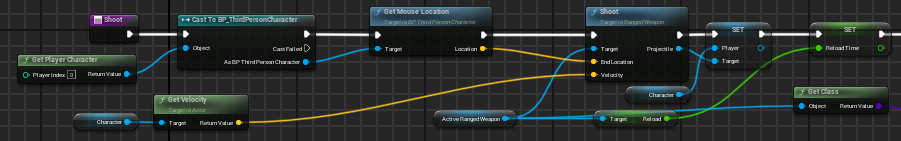 Shoot
Get Player Character
Player Index 0
Return Value
Cast To BP_ThirdPersonCharacter
Object
Cast Failed
As BP Third Person Character
Get Mouse Location
Target is BP Third Person Character
Target
Location
Shoot
Target is Ranged Weapon
Target
Projectile
End Location
Velocity
SET
Player
Target
SET
Reload Time
Character
Get Class
Object
Return Value
Get Velocity
Target is Actor
Character
Target
Return Value
Active Ranged Weapon
Target
Reload